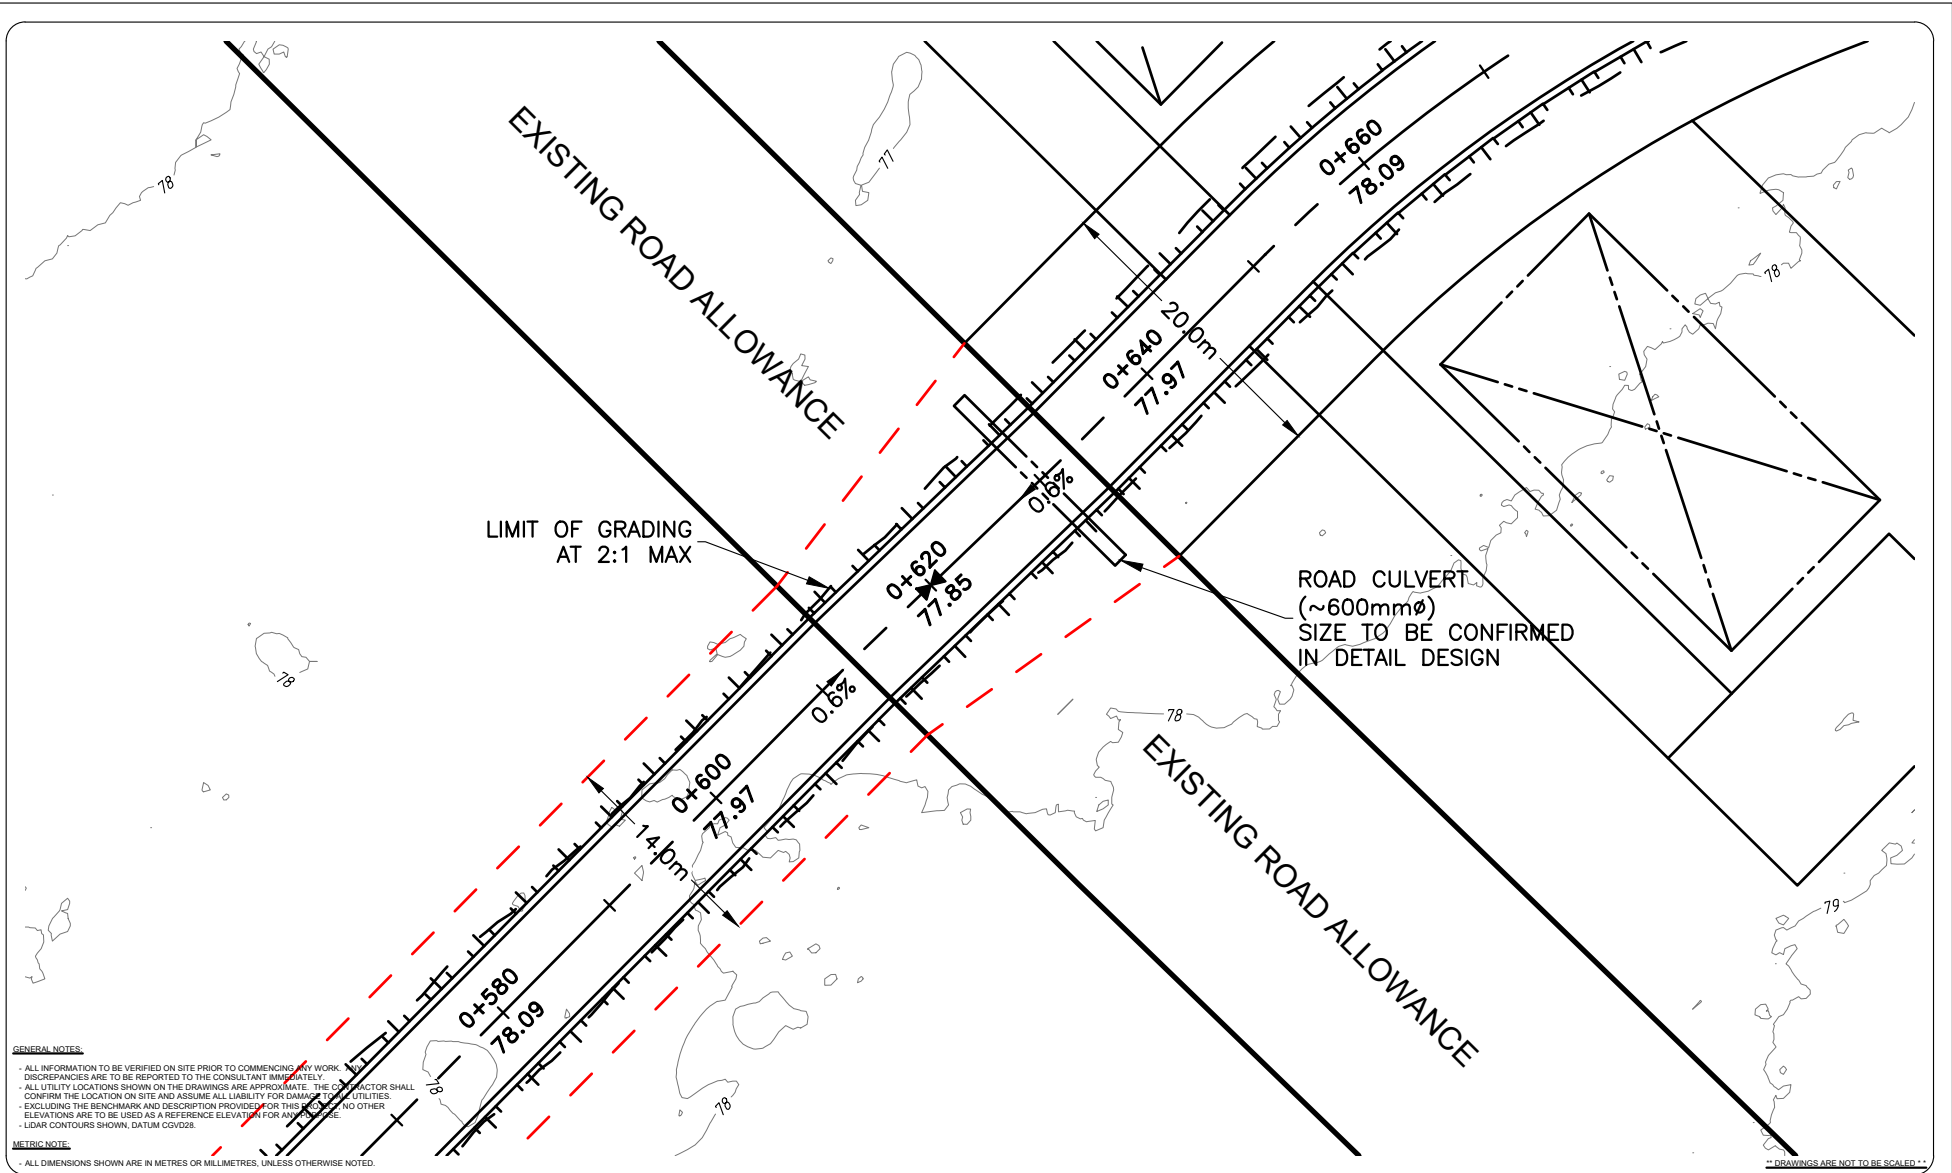 EXISTING ROAD ALLOWANCE
78
77
78
0+660
78.09
20.0m
0+640
77.97
0.6%
LIMIT OF GRADING
AT 2:1 MAX
0+620
77.85
ROAD CULVERT
(~600mmø)
SIZE TO BE CONFIRMED
IN DETAIL DESIGN
78
0.6%
78
EXISTING ROAD ALLOWANCE
0+600
77.97
14.0m
79
0+580
78.09
78
78
GENERAL NOTES:
- ALL INFORMATION TO BE VERIFIED ON SITE PRIOR TO COMMENCING ANY WORK. ANY
DISCREPANCIES ARE TO BE REPORTED TO THE CONSULTANT IMMEDIATELY.
- ALL UTILITY LOCATIONS SHOWN ON THE DRAWINGS ARE APPROXIMATE. THE CONTRACTOR SHALL
CONFIRM THE LOCATION ON SITE AND ASSUME ALL LIABILITY FOR DAMAGE TO ALL UTILITIES.
- EXCLUDING THE BENCHMARK AND DESCRIPTION PROVIDED FOR THIS PROJECT, NO OTHER
ELEVATIONS ARE TO BE USED AS A REFERENCE ELEVATION FOR ANY PURPOSE.
- LiDAR CONTOURS SHOWN, DATUM CGVD28.
METRIC NOTE:
- ALL DIMENSIONS SHOWN ARE IN METRES OR MILLIMETRES, UNLESS OTHERWISE NOTED.
** DRAWINGS ARE NOT TO BE SCALED **